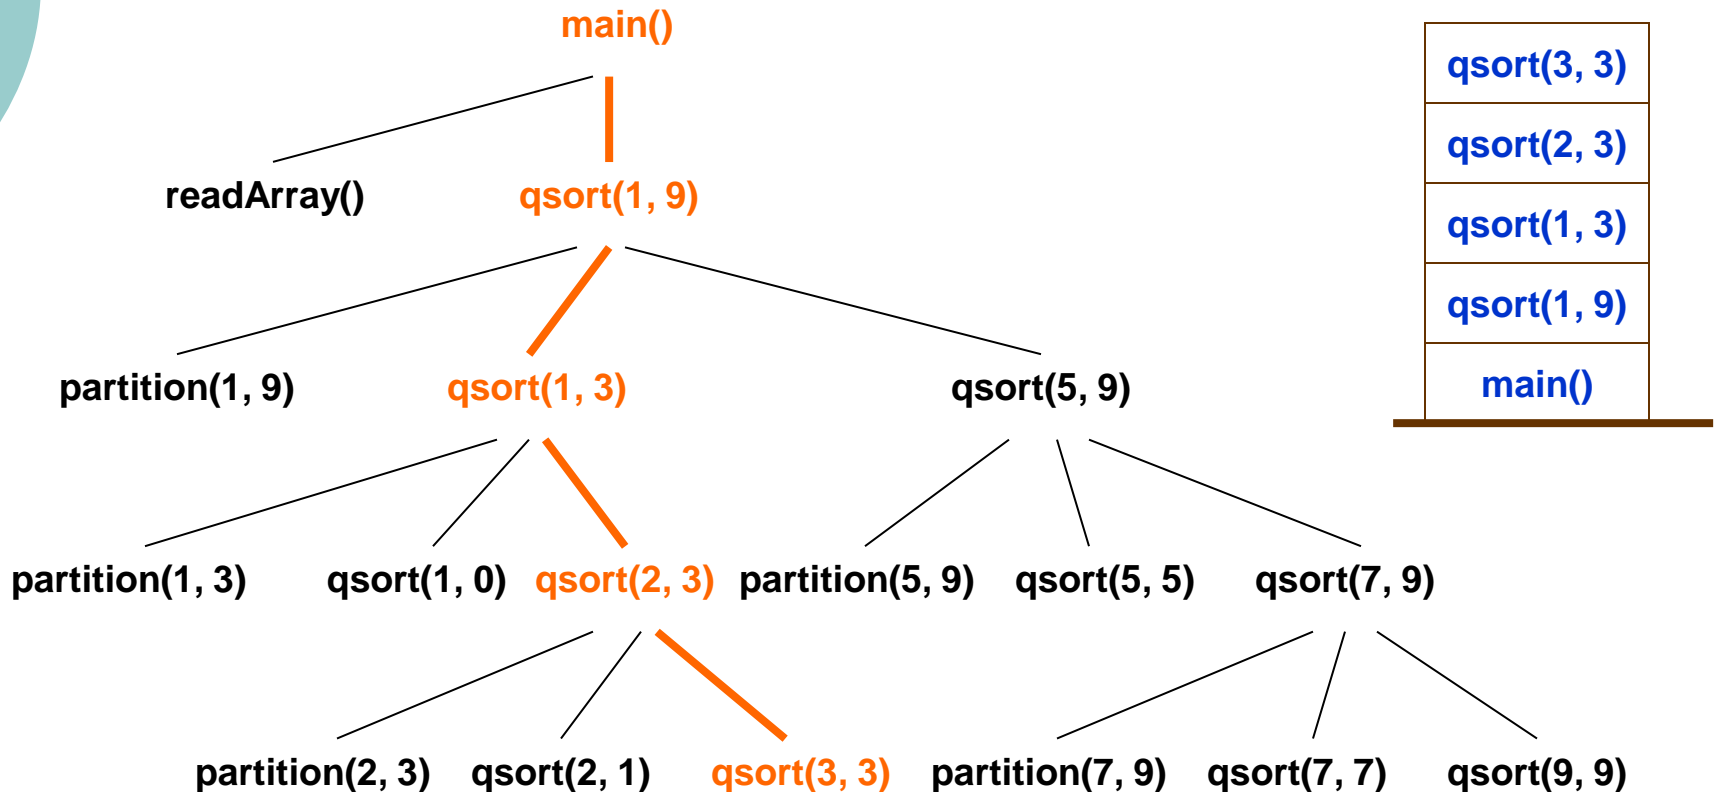 main()
readArray()
qsort(1, 9)
partition(1, 9)
qsort(1, 3)
qsort(5, 9)
partition(1, 3)
qsort(1, 0)
qsort(2, 3)
partition(5, 9)
qsort(5, 5)
qsort(7, 9)
partition(2, 3)
qsort(2, 1)
qsort(3, 3)
partition(7, 9)
qsort(7, 7)
qsort(9, 9)
qsort(3, 3)
qsort(2, 3)
qsort(1, 3)
qsort(1, 9)
main()